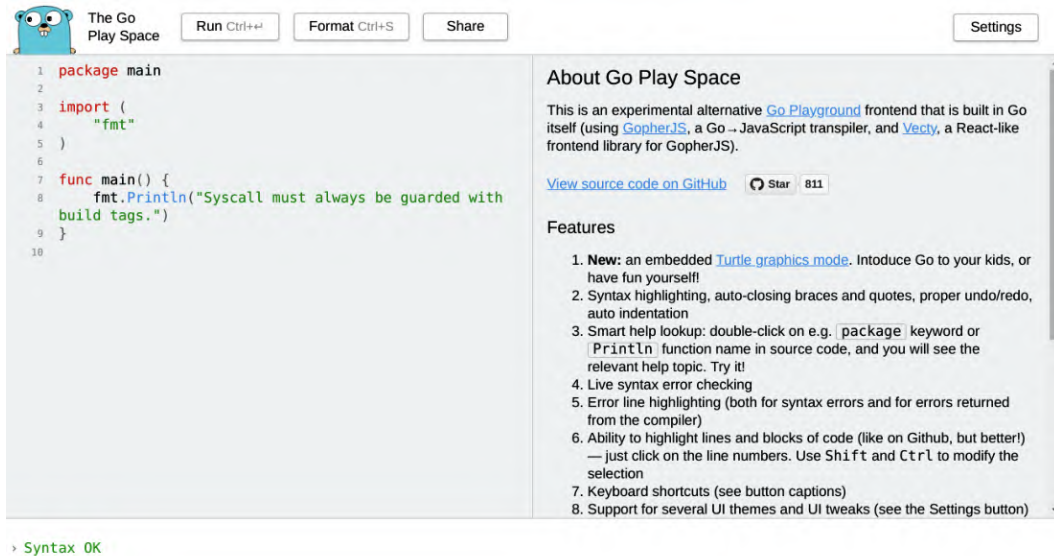 The Go
Play Space
Run Ctrl+↵
Format Ctrl+S
Share
Settings
1 package main
2
3 import (
4 "fmt"
5 )
6
7 func main() {
8 fmt.Println("Syscall must always be guarded with
build tags.")
9 }
10
About Go Play Space
This is an experimental alternative Go Playground frontend that is built in Go
itself (using GopherJS, a Go→JavaScript transpiler, and Vecty, a React-like
frontend library for GopherJS).
View source code on GitHub Star 811
Features
1. New: an embedded Turtle graphics mode. Intoduce Go to your kids, or
have fun yourself!
2. Syntax highlighting, auto-closing braces and quotes, proper undo/redo,
auto indentation
3. Smart help lookup: double-click on e.g. package keyword or
Println function name in source code, and you will see the
relevant help topic. Try it!
4. Live syntax error checking
5. Error line highlighting (both for syntax errors and for errors returned
from the compiler)
6. Ability to highlight lines and blocks of code (like on Github, but better!)
— just click on the line numbers. Use Shift and Ctrl to modify the
selection
7. Keyboard shortcuts (see button captions)
8. Support for several UI themes and UI tweaks (see the Settings button)
› Syntax OK